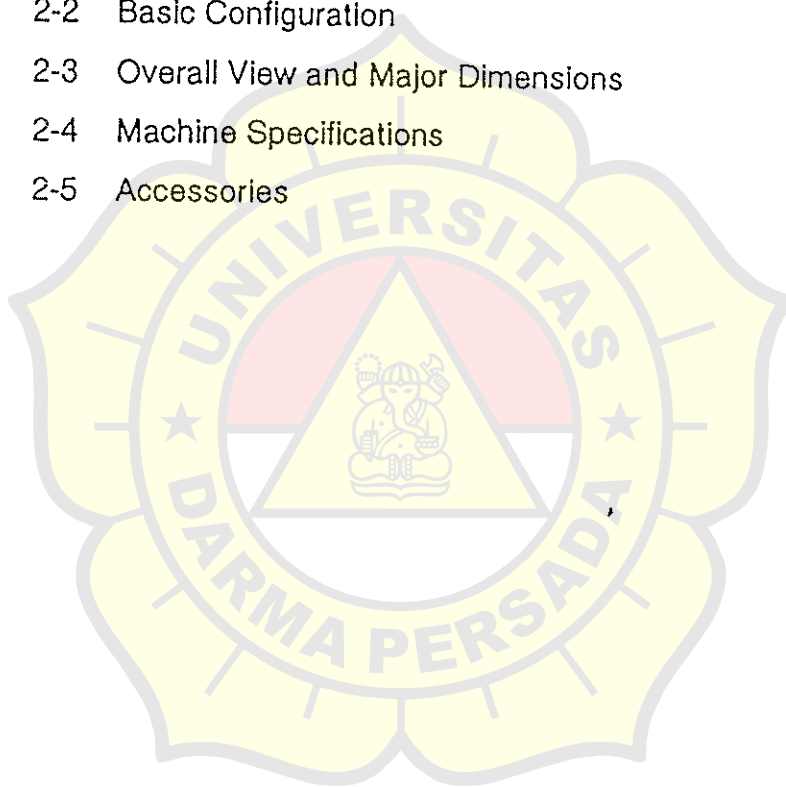 2-2 Basic Configuration
2-3 Overall View and Major Dimensions
2-4 Machine Specifications
2-5 Accessories
UNIVERSITAS
DARMA PERSADA